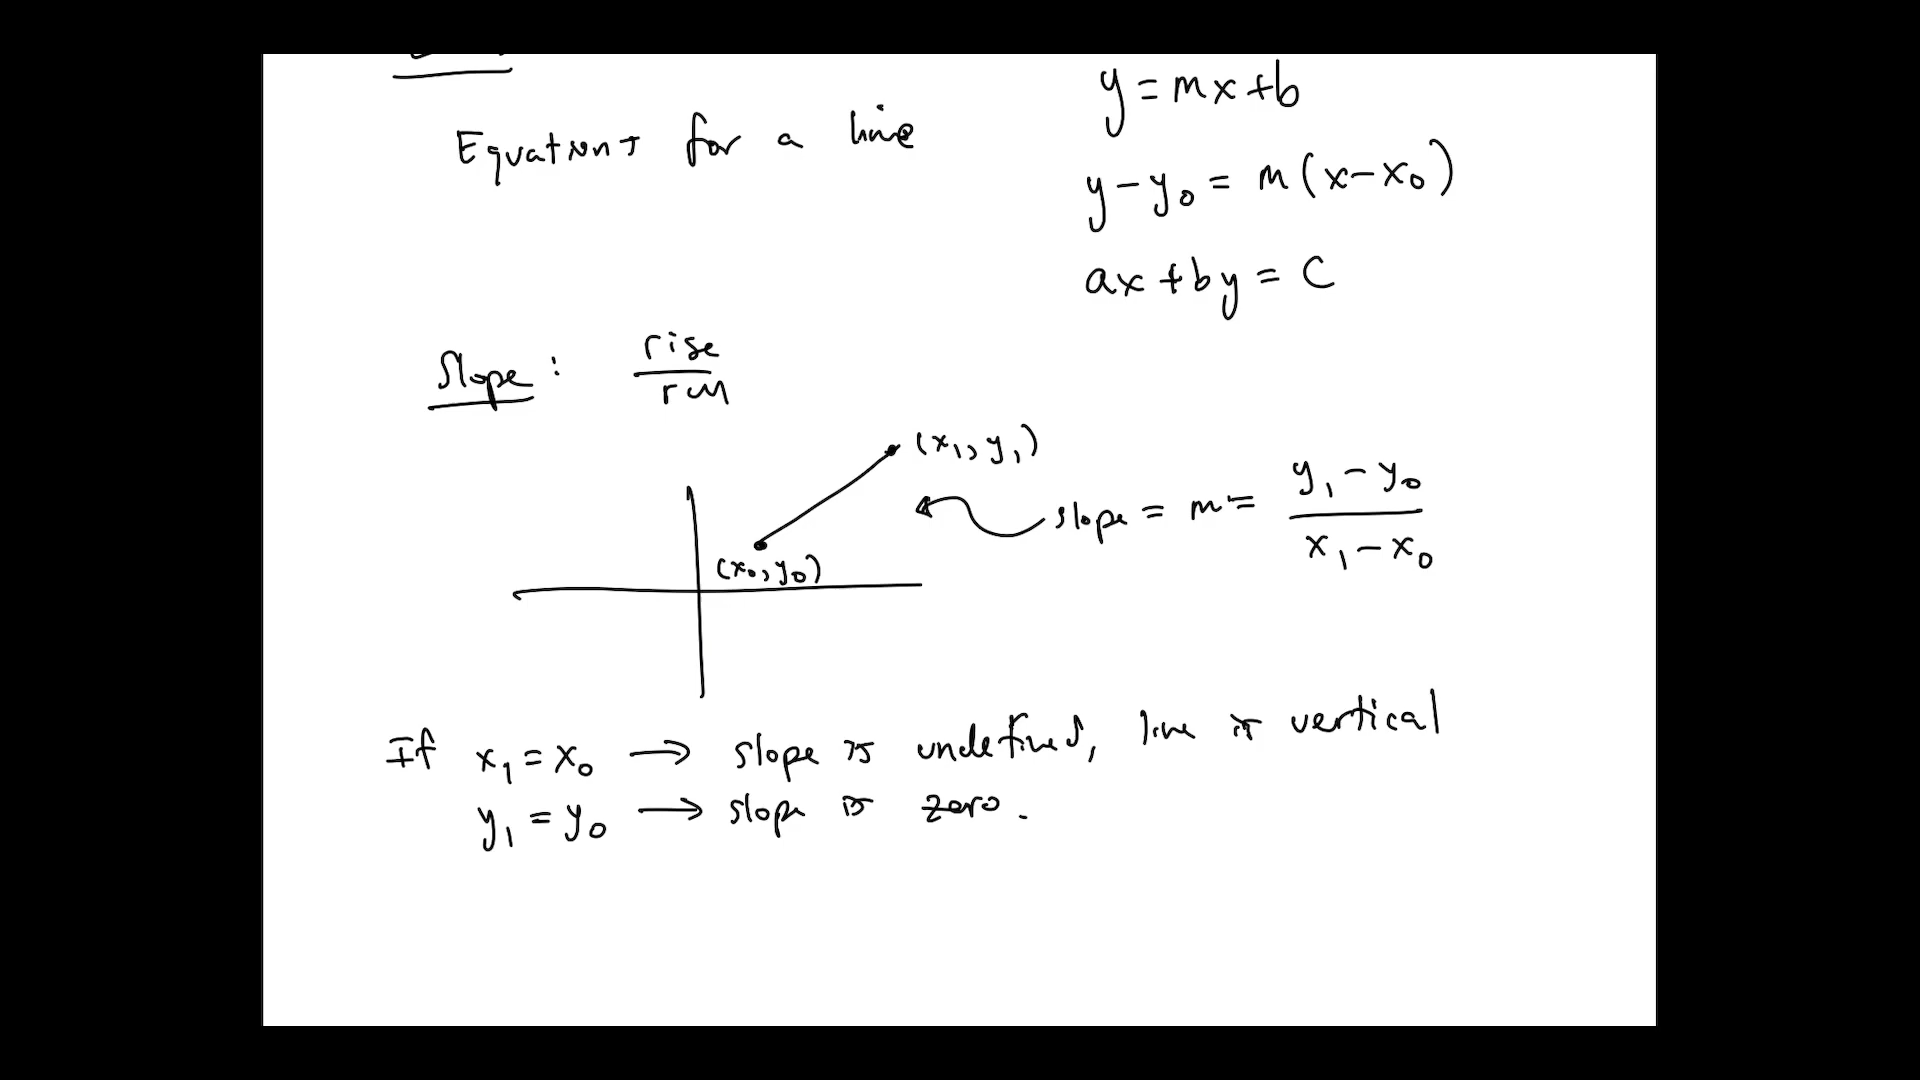 Equations for a line
y = mx + b
y - y₀ = m(x - x₀)
ax + by = c
Slope : rise
run
(x₁, y₁)
(x₀, y₀)
slope = m = y₁ - y₀
x₁ - x₀
If x₁ = x₀ → slope is undefined, line is vertical
y₁ = y₀ → slope is zero.